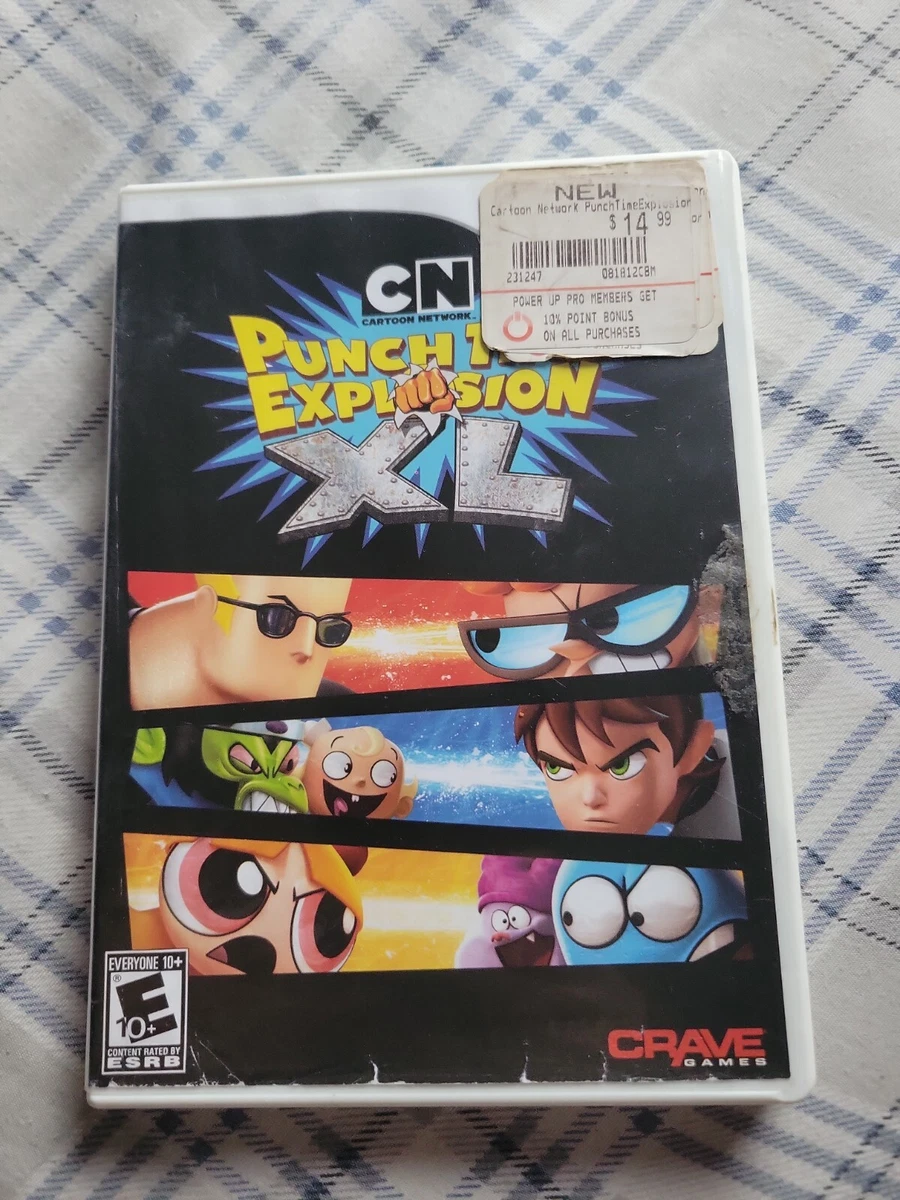 NEW
Cartoon Network PunchTimeExplosion
$14 99
231247 081812CBM
POWER UP PRO MEMBERS GET
10% POINT BONUS
ON ALL PURCHASES
CN
CARTOON NETWORK
PUNCH
EXPLOSION
XL
EVERYONE 10+
E
10+
CONTENT RATED BY
ESRB
CRAVE
GAMES